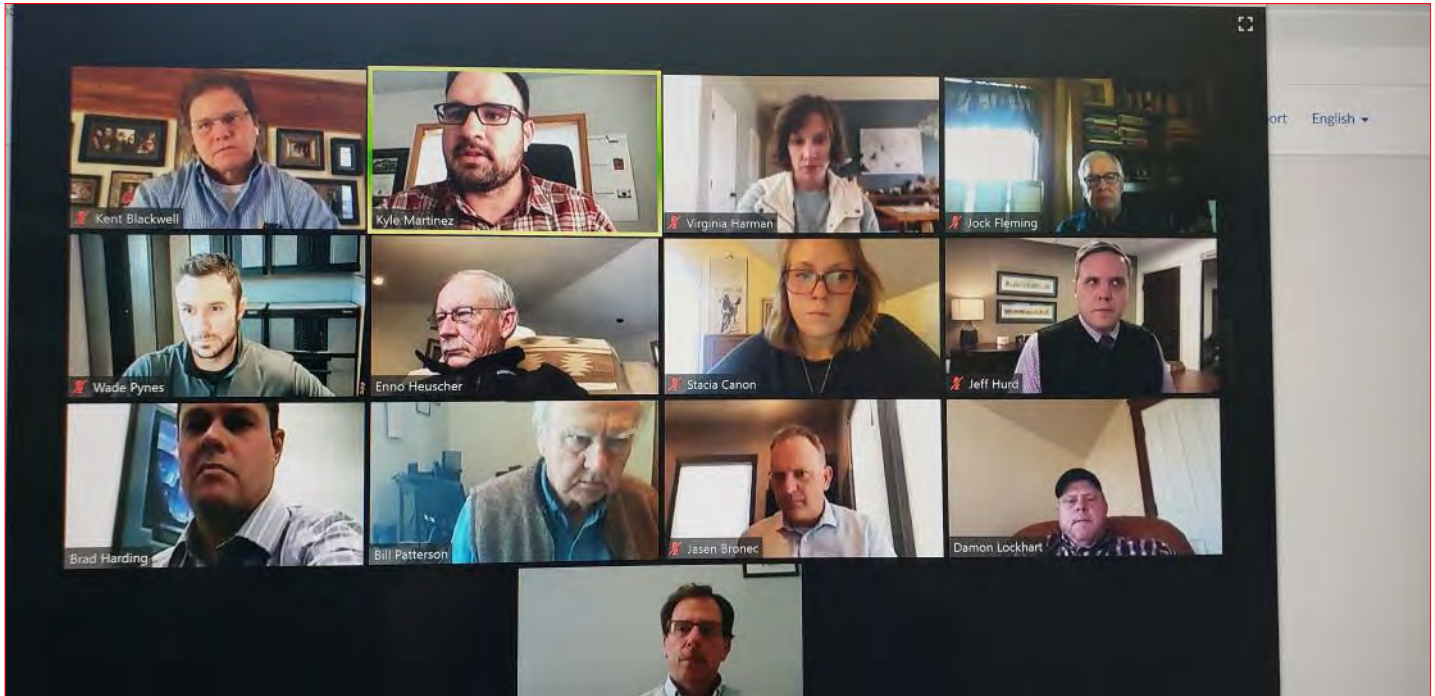 ort English
Kent Blackwell
Kyle Martinez
Virginia Harman
Jock Fleming
Wade Pynes
Enno Heuscher
Stacia Canon
Jeff Hurd
Brad Harding
Bill Patterson
Jasen Bronec
Damon Lockhart